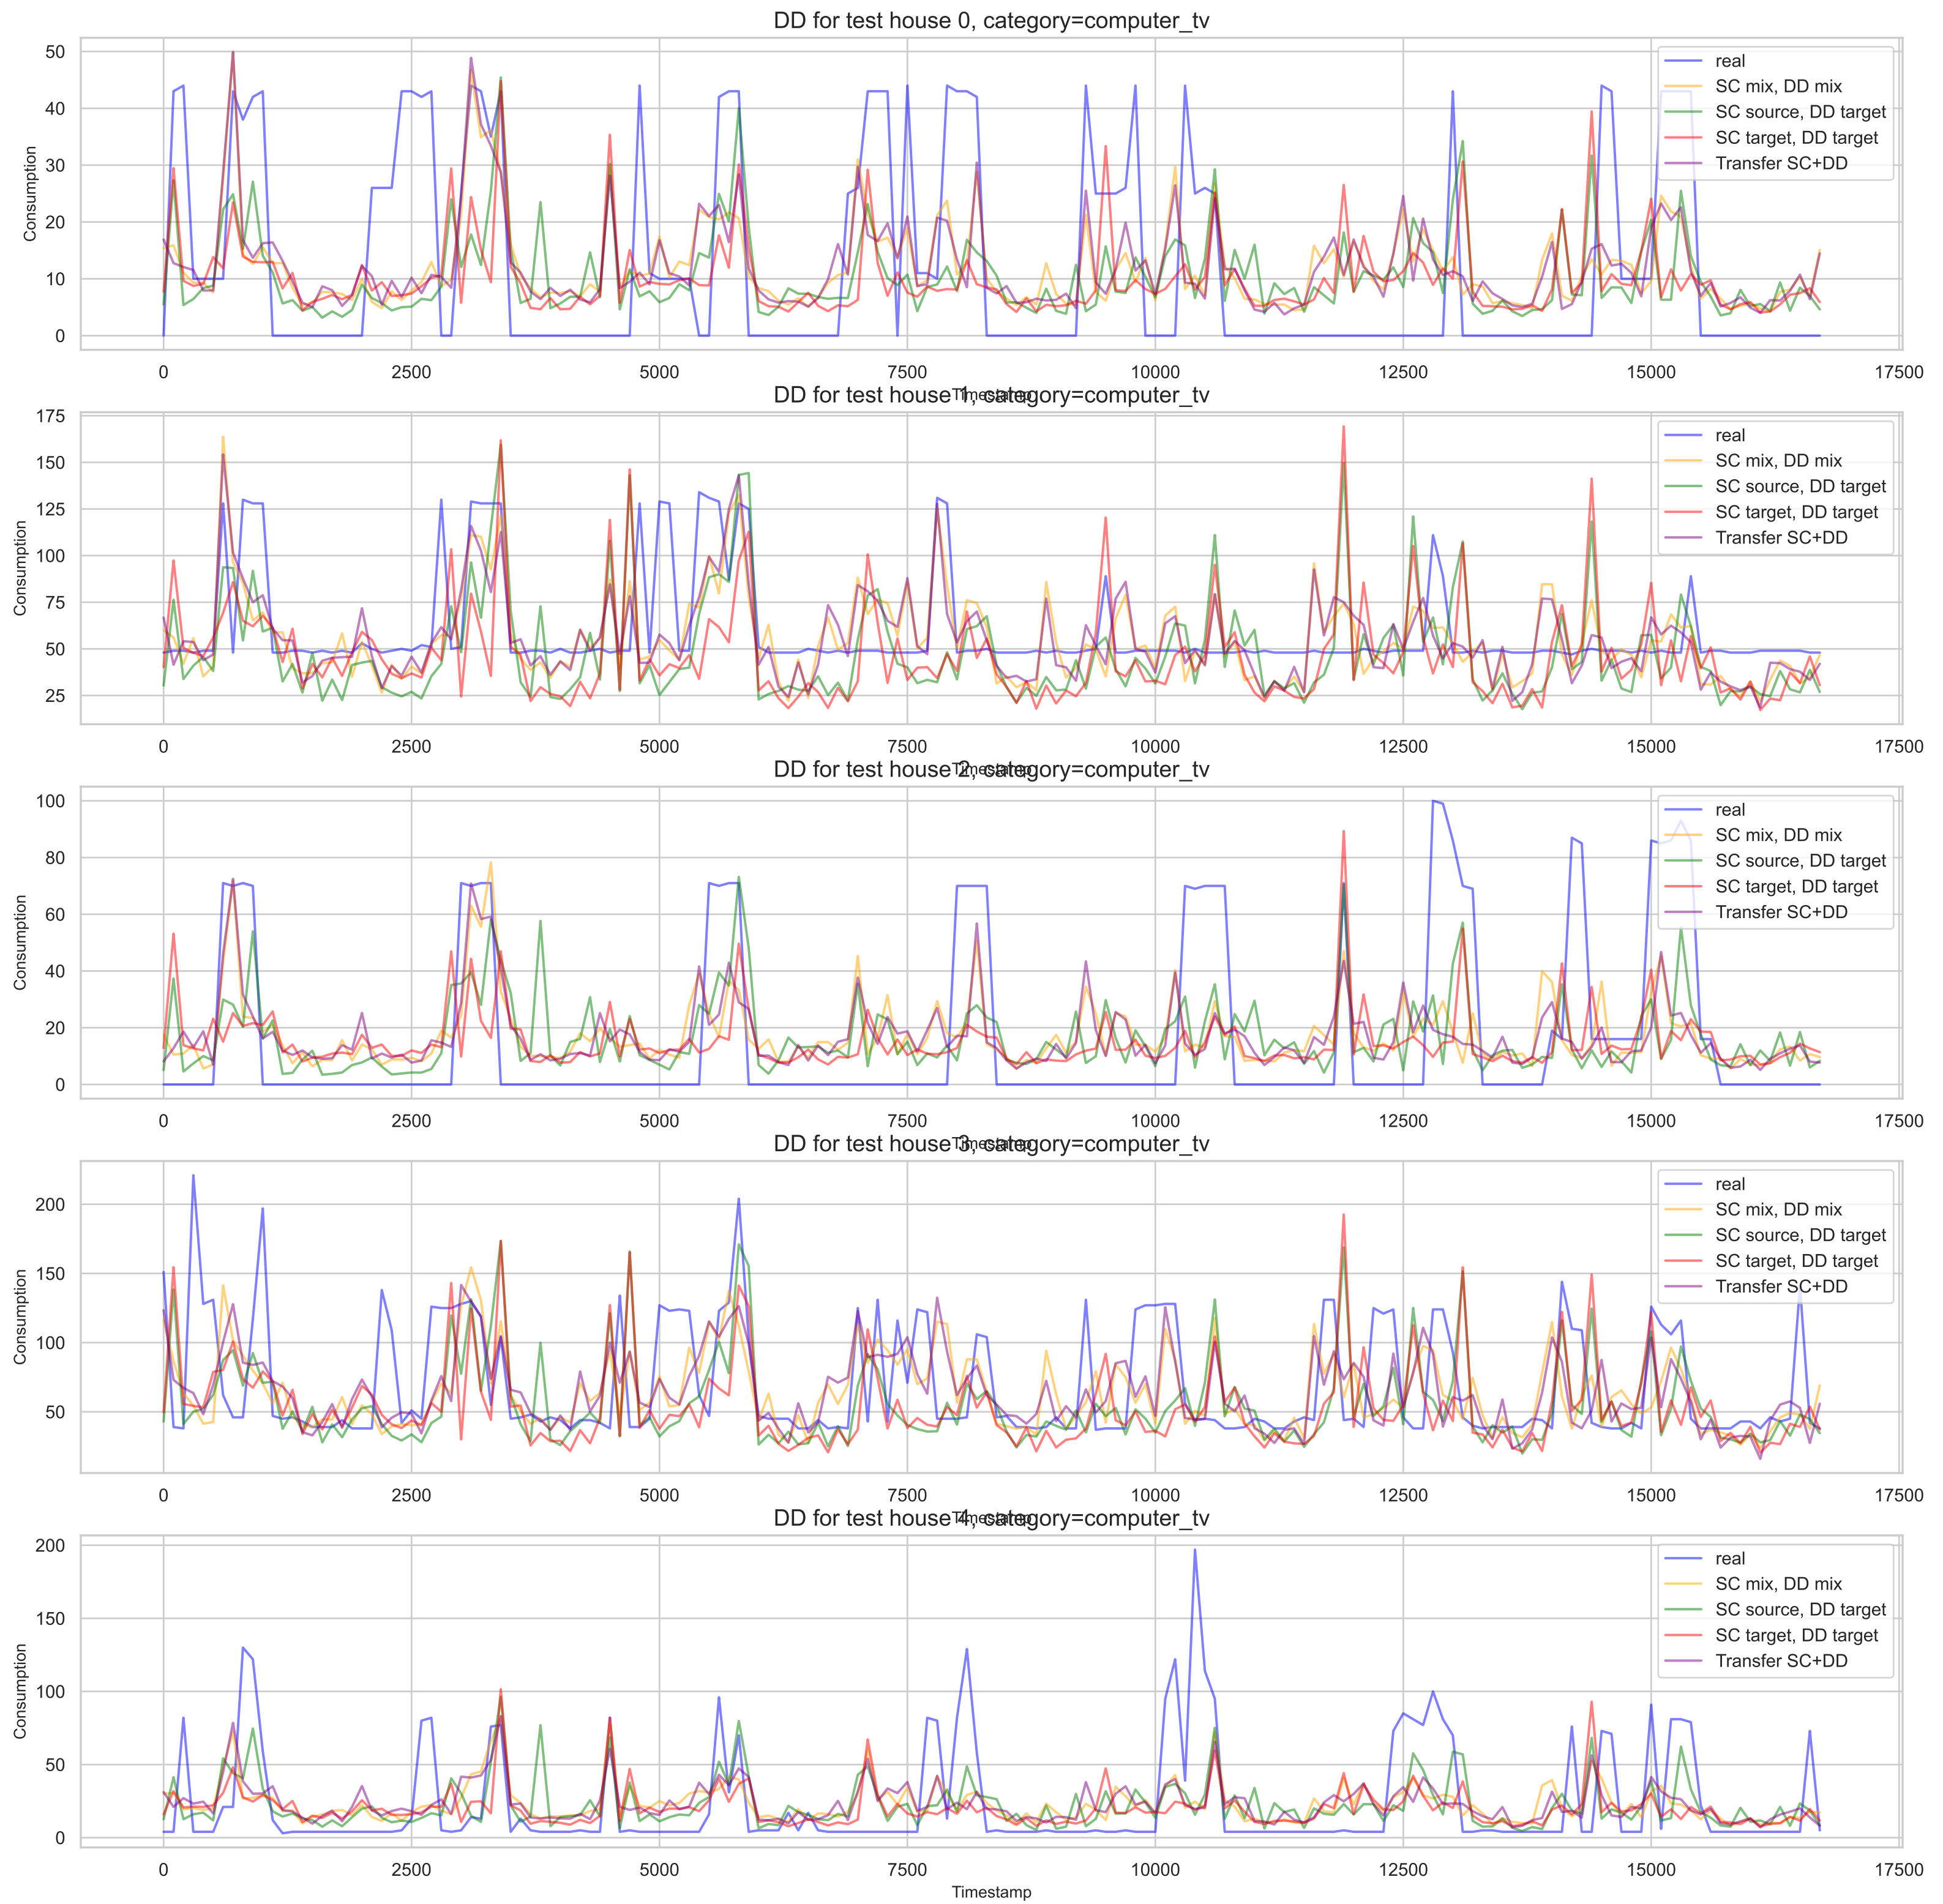 DD for test house 0, category=computer_tv
50
40
30
20
10
0
Consumption
real
SC mix, DD mix
SC source, DD target
SC target, DD target
Transfer SC+DD
0 2500 5000 7500 10000 12500 15000 17500
Timestamp
DD for test house 1, category=computer_tv
175
150
125
100
75
50
25
Consumption
real
SC mix, DD mix
SC source, DD target
SC target, DD target
Transfer SC+DD
0 2500 5000 7500 10000 12500 15000 17500
Timestamp
DD for test house 2, category=computer_tv
100
80
60
40
20
0
Consumption
real
SC mix, DD mix
SC source, DD target
SC target, DD target
Transfer SC+DD
0 2500 5000 7500 10000 12500 15000 17500
Timestamp
DD for test house 3, category=computer_tv
200
150
100
50
Consumption
real
SC mix, DD mix
SC source, DD target
SC target, DD target
Transfer SC+DD
0 2500 5000 7500 10000 12500 15000 17500
Timestamp
DD for test house 4, category=computer_tv
200
150
100
50
0
Consumption
real
SC mix, DD mix
SC source, DD target
SC target, DD target
Transfer SC+DD
0 2500 5000 7500 10000 12500 15000 17500
Timestamp